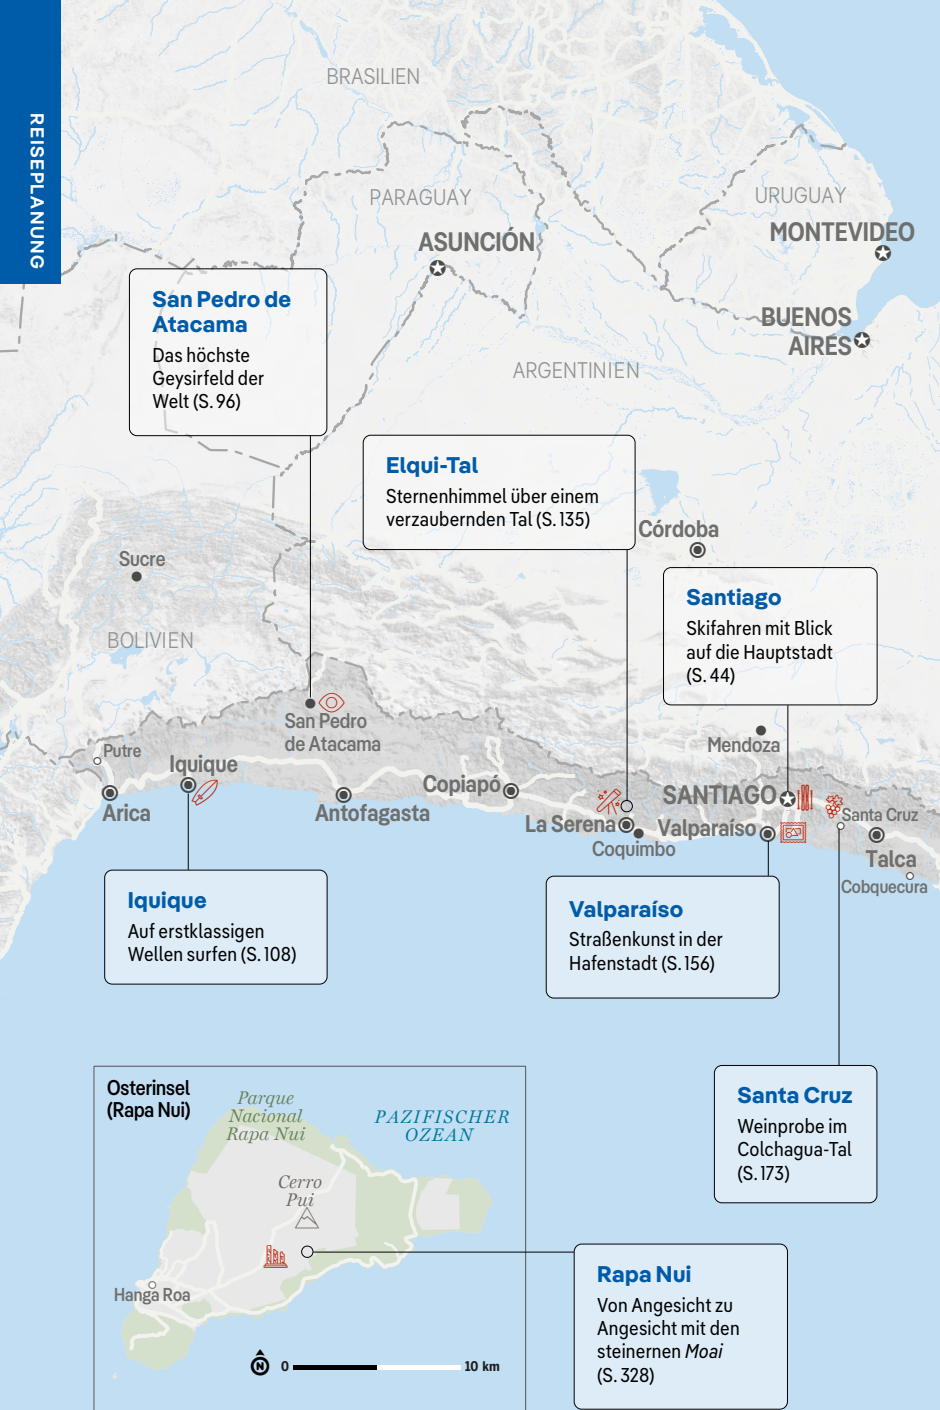 REISEPLANUNG
BRASILIEN
PARAGUAY
URUGUAY
ASUNCIÓN
MONTEVIDEO
San Pedro de
Atacama
Das höchste
Geysirfeld der
Welt (S. 96)
BUENOS
AIRES
ARGENTINIEN
Elqui-Tal
Sternenhimmel über einem
verzaubernden Tal (S. 135)
Córdoba
Sucre
Santiago
Skifahren mit Blick
auf die Hauptstadt
(S. 44)
BOLIVIEN
San Pedro
de Atacama
Putre
Mendoza
Iquique
Copiapó
SANTIAGO
Arica
Antofagasta
La Serena
Valparaíso
Santa Cruz
Coquimbo
Talca
Cobquecura
Iquique
Auf erstklassigen
Wellen surfen (S. 108)
Valparaíso
Straßenkunst in der
Hafenstadt (S. 156)
Santa Cruz
Weinprobe im
Colchagua-Tal
(S. 173)
Osterinsel
(Rapa Nui)
Parque
Nacional
Rapa Nui
PAZIFISCHER
OZEAN
Cerro
Pui
Hanga Roa
N
0 10 km
Rapa Nui
Von Angesicht zu
Angesicht mit den
steinernen Moai
(S. 328)